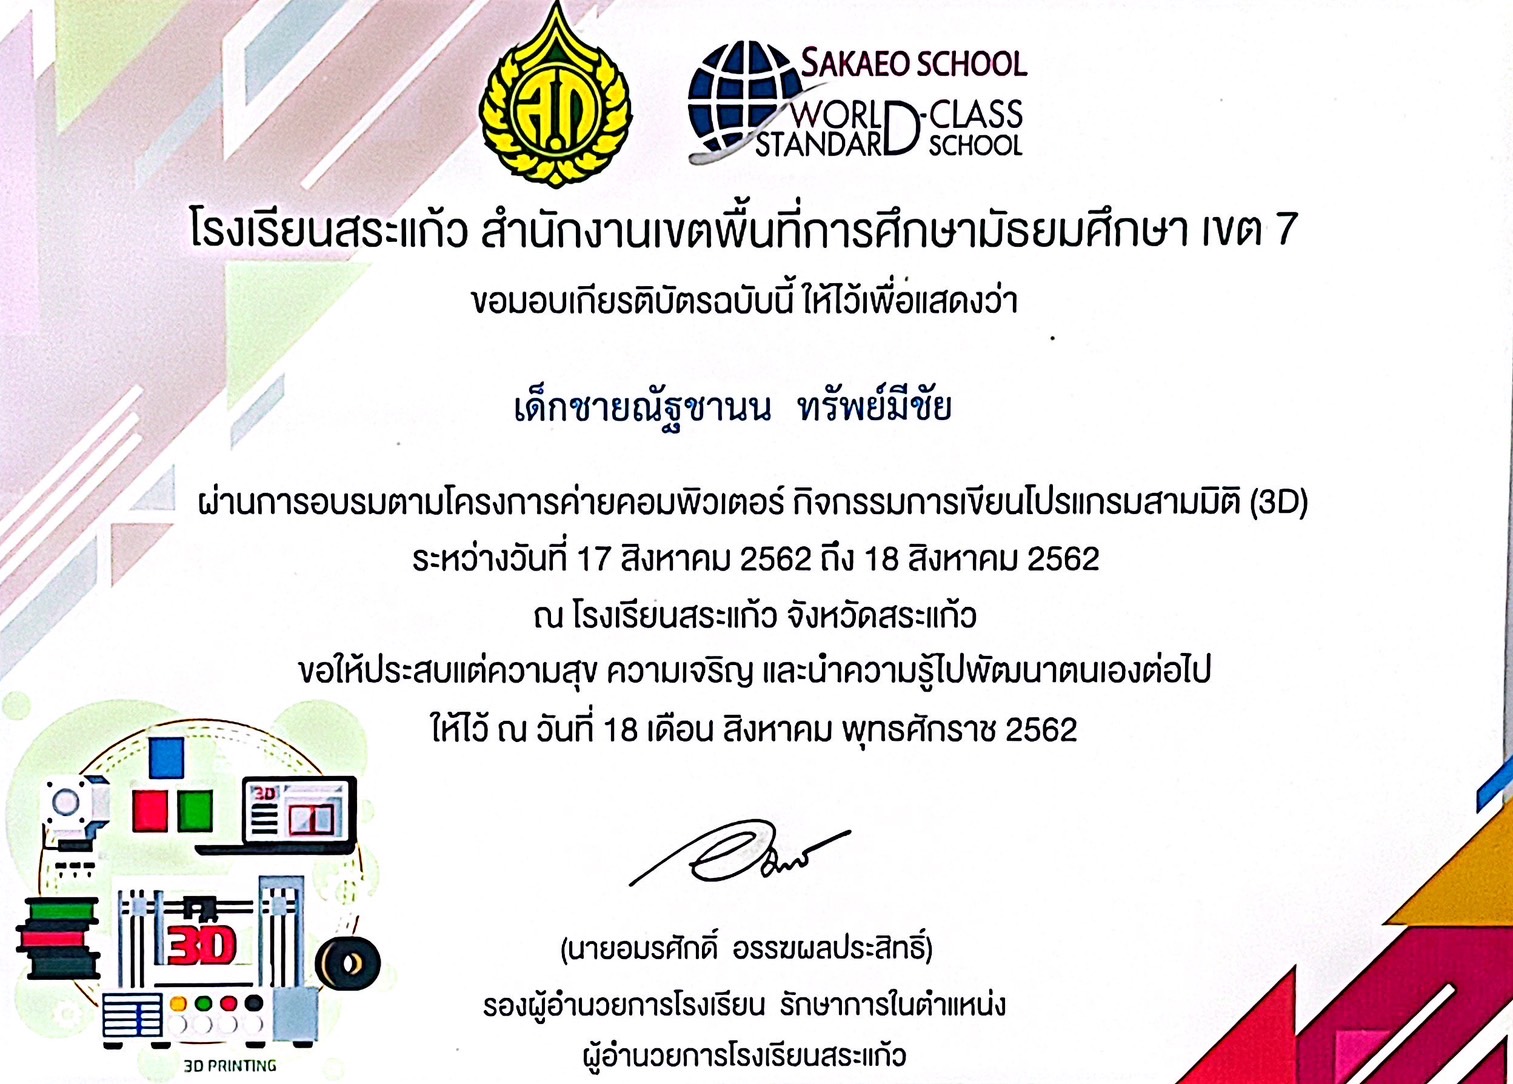 ส.ก
SAKAEO SCHOOL
WORLD-CLASS
STANDARD SCHOOL
โรงเรียนสระแก้ว สำนักงานเขตพื้นที่การศึกษามัธยมศึกษา เขต 7
ขอมอบเกียรติบัตรฉบับนี้ ให้ไว้เพื่อแสดงว่า
เด็กชายณัฐชานน ทรัพย์มีชัย
ผ่านการอบรมตามโครงการค่ายคอมพิวเตอร์ กิจกรรมการเขียนโปรแกรมสามมิติ (3D)
ระหว่างวันที่ 17 สิงหาคม 2562 ถึง 18 สิงหาคม 2562
ณ โรงเรียนสระแก้ว จังหวัดสระแก้ว
ขอให้ประสบแต่ความสุข ความเจริญ และนำความรู้ไปพัฒนาตนเองต่อไป
ให้ไว้ ณ วันที่ 18 เดือน สิงหาคม พุทธศักราช 2562
3D
3D
3D PRINTING
(นายอมรศักดิ์ อรรฆผลประสิทธิ์)
รองผู้อำนวยการโรงเรียน รักษาการในตำแหน่ง
ผู้อำนวยการโรงเรียนสระแก้ว